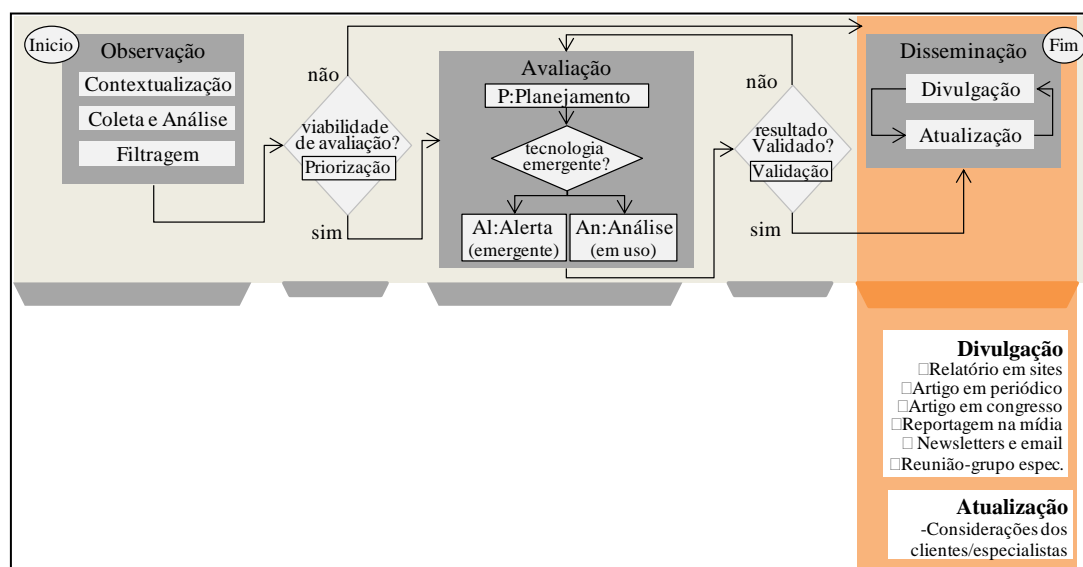 Inicio
Observação
Contextualização
Coleta e Análise
Filtragem
não
viabilidade
de avaliação?
Priorização
sim
Avaliação
P:Planejamento
tecnologia
emergente?
Al:Alerta
(emergente)
An:Análise
(em uso)
não
resultado
Validado?
Validação
sim
Disseminação
Fim
Divulgação
Atualização
Divulgação
□Relatório em sites
□Artigo em periódico
□Artigo em congresso
□Reportagem na mídia
□ Newsletters e email
□Reunião-grupo espec.
Atualização
-Considerações dos
clientes/especialistas